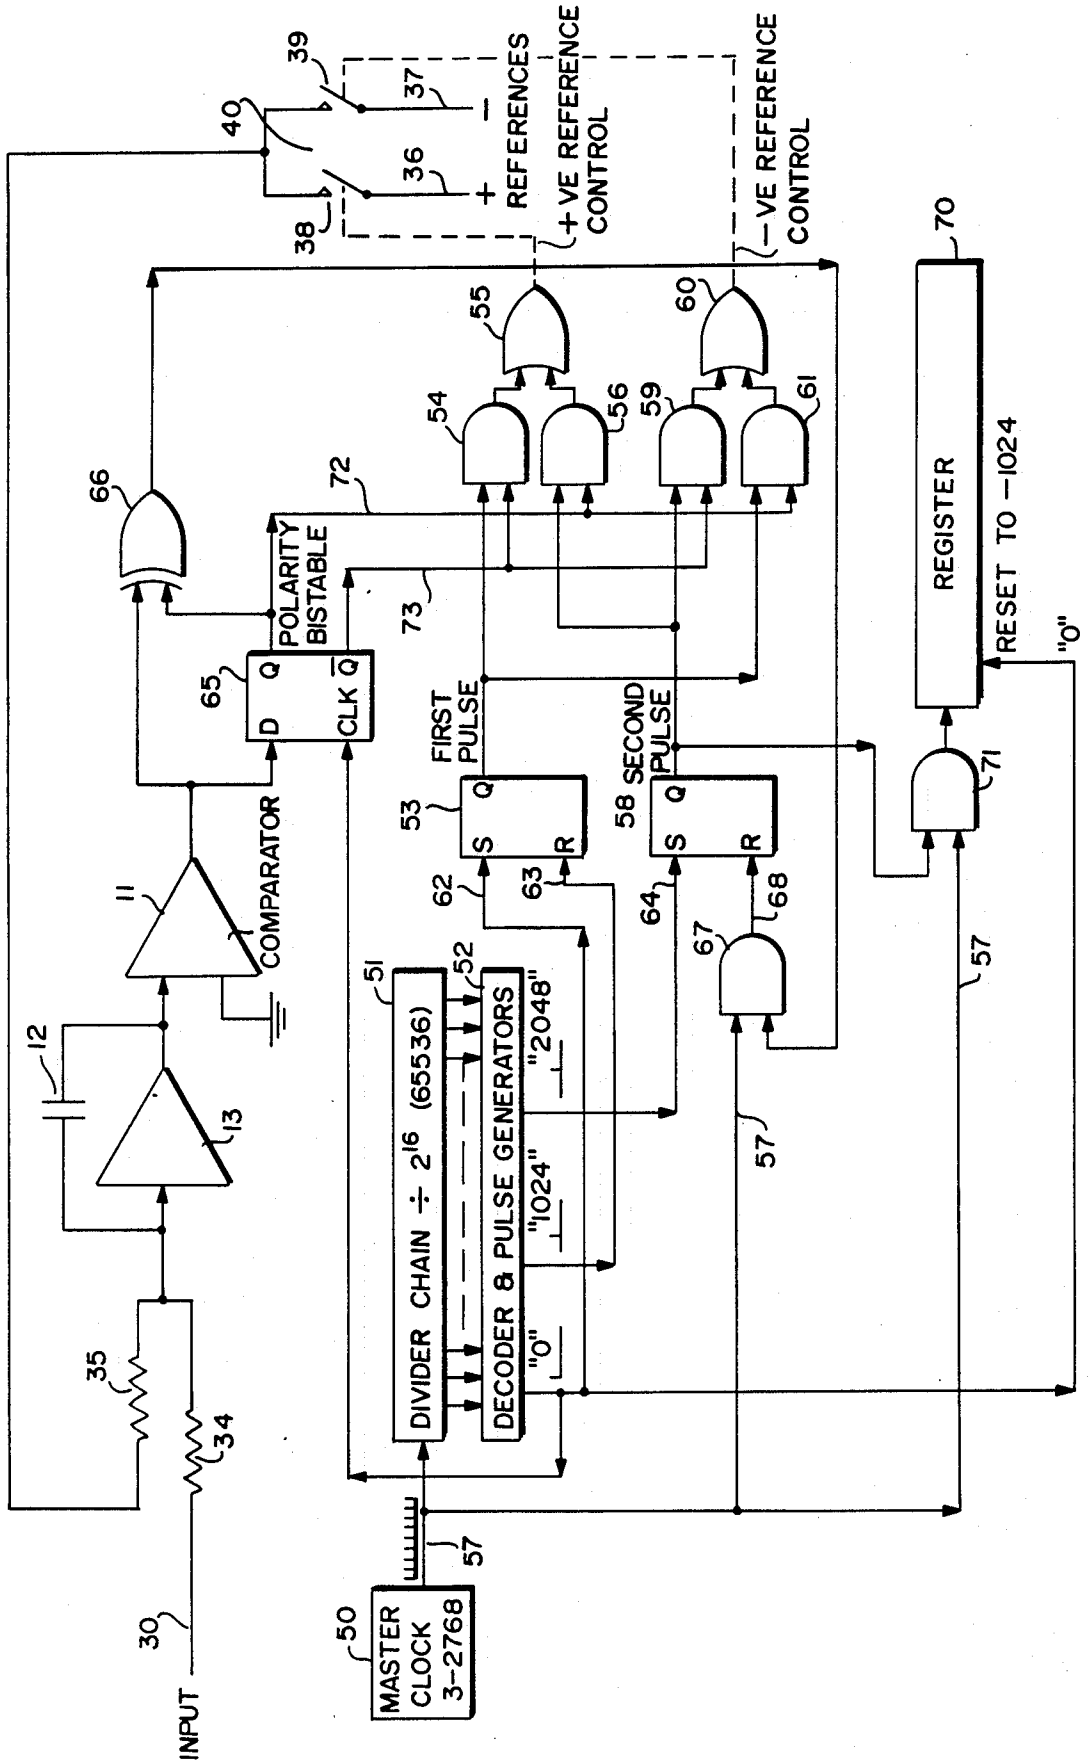 INPUT
30
34
35
12
13
11
COMPARATOR
66
40
39
38
37
36
+
-
REFERENCES
65
D
Q
CLK
Q̅
POLARITY
BISTABLE
72
73
+VE REFERENCE
CONTROL
-VE REFERENCE
CONTROL
50
MASTER
CLOCK
3-2768
57
51
DIVIDER CHAIN ÷ 2¹⁶ (65536)
52
DECODER & PULSE GENERATORS
"0"
"1024"
"2048"
62
63
53
S
R
Q
FIRST
PULSE
54
55
56
64
58
S
R
Q
SECOND
PULSE
59
60
61
57
67
68
57
71
70
REGISTER
RESET TO -1024
"0"